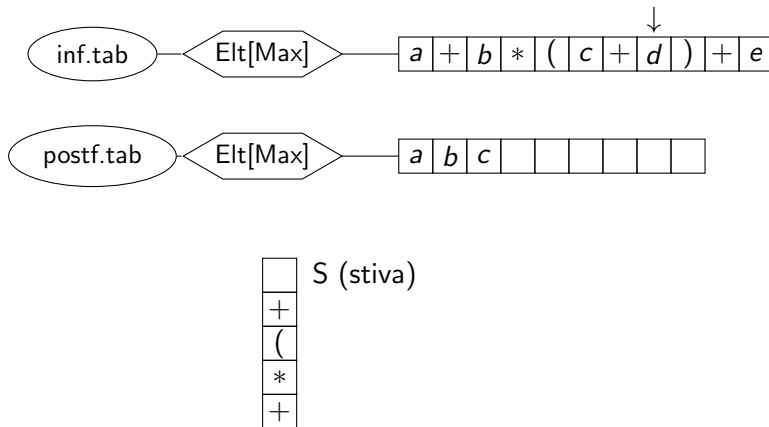 ↓
inf.tab Elt[Max] a + b * ( c + d ) + e
postf.tab Elt[Max] a b c
S (stiva)
+
(
*
+